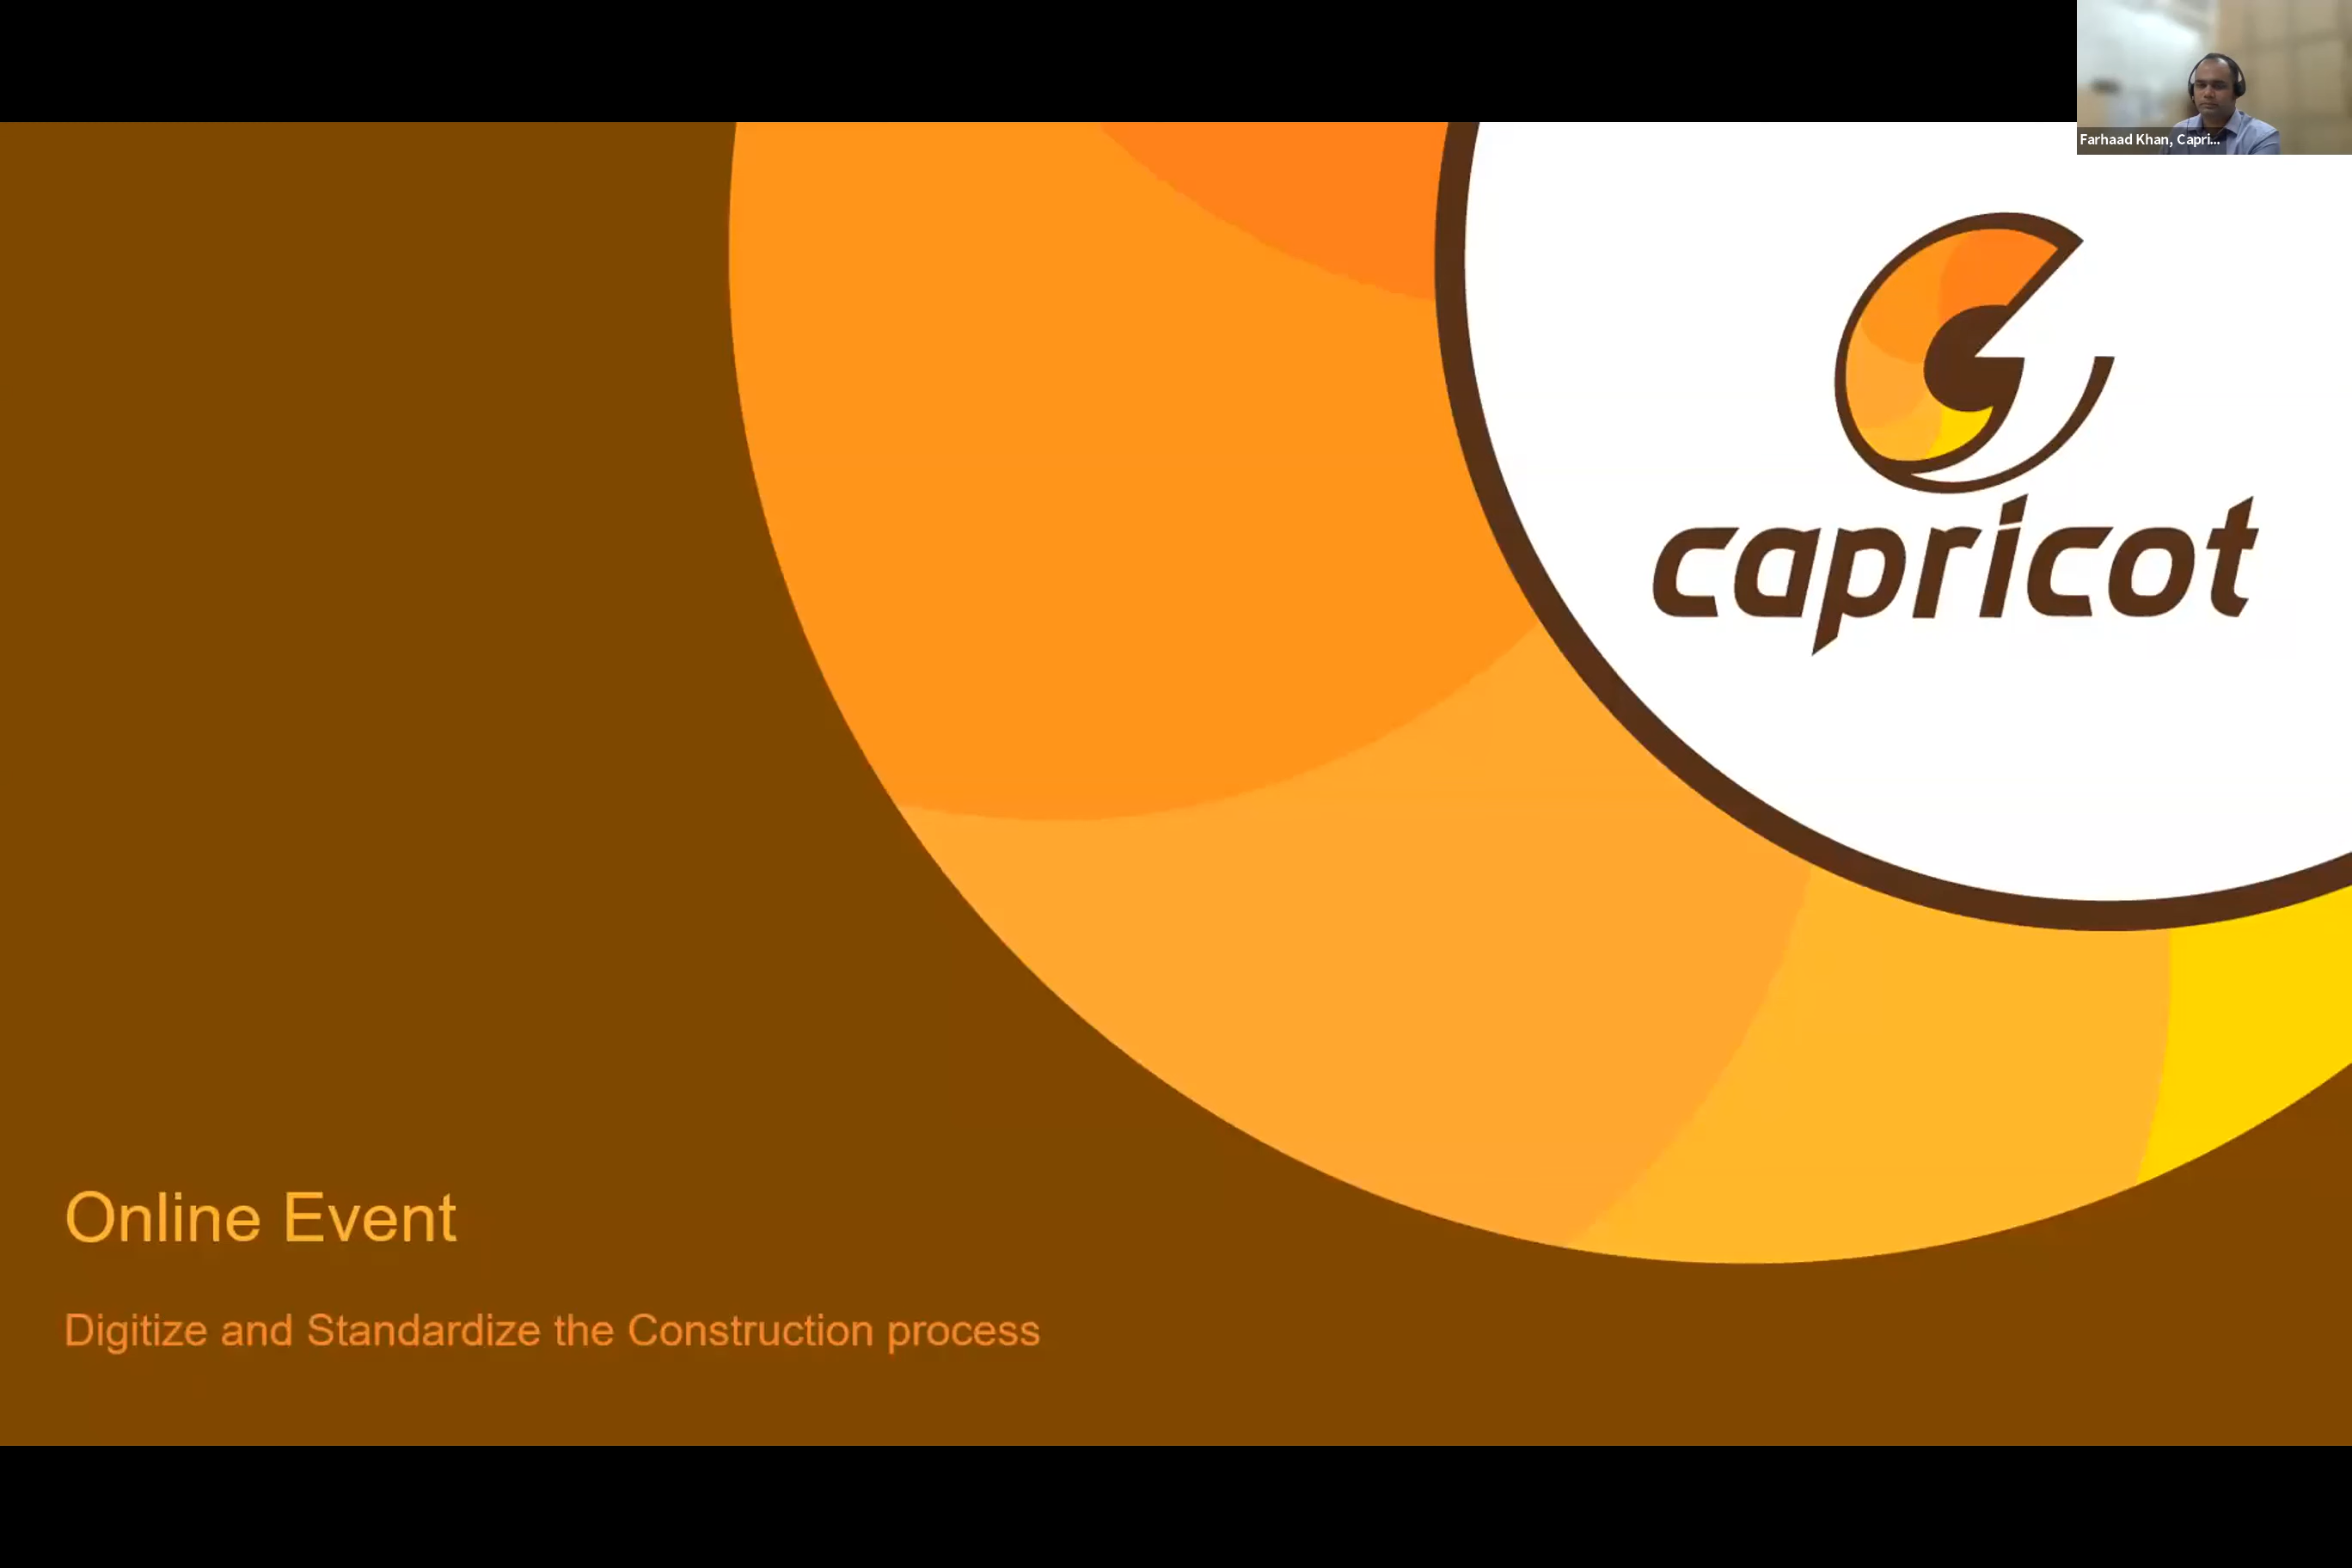 Farhaad Khan, Capri...
capricot
Online Event
Digitize and Standardize the Construction process